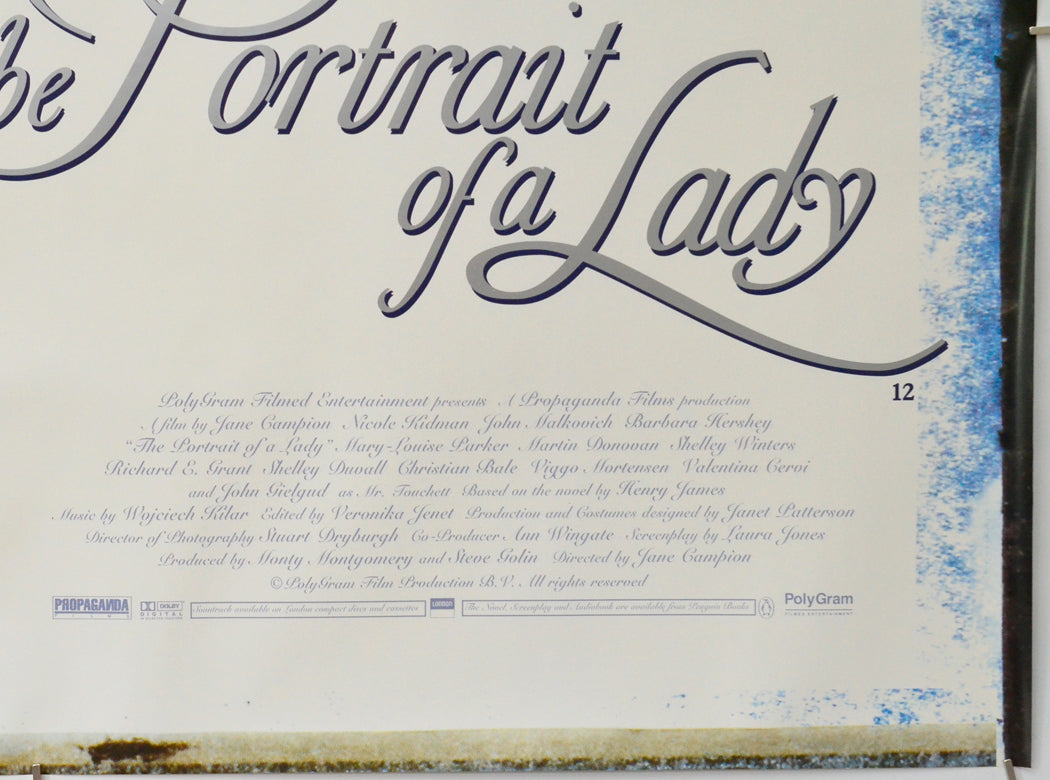 The Portrait
of a Lady
12
PolyGram Filmed Entertainment presents A Propaganda Films production
A film by Jane Campion Nicole Kidman John Malkovich Barbara Hershey
"The Portrait of a Lady" Mary-Louise Parker Martin Donovan Shelley Winters
Richard E. Grant Shelley Duvall Christian Bale Viggo Mortensen Valentina Cervi
and John Gielgud as Mr. Touchett Based on the novel by Henry James
Music by Wojciech Kilar Edited by Veronika Jenet Production and Costumes designed by Janet Patterson
Director of Photography Stuart Dryburgh Co-Producer Ann Wingate Screenplay by Laura Jones
Produced by Monty Montgomery and Steve Golin Directed by Jane Campion
©PolyGram Film Production B.V. All rights reserved
PROPAGANDA FILMS DOLBY DIGITAL Soundtrack available on London compact discs and cassettes LONDON The Novel, Screenplay and Audiobook are available from Penguin Books PolyGram FILMED ENTERTAINMENT